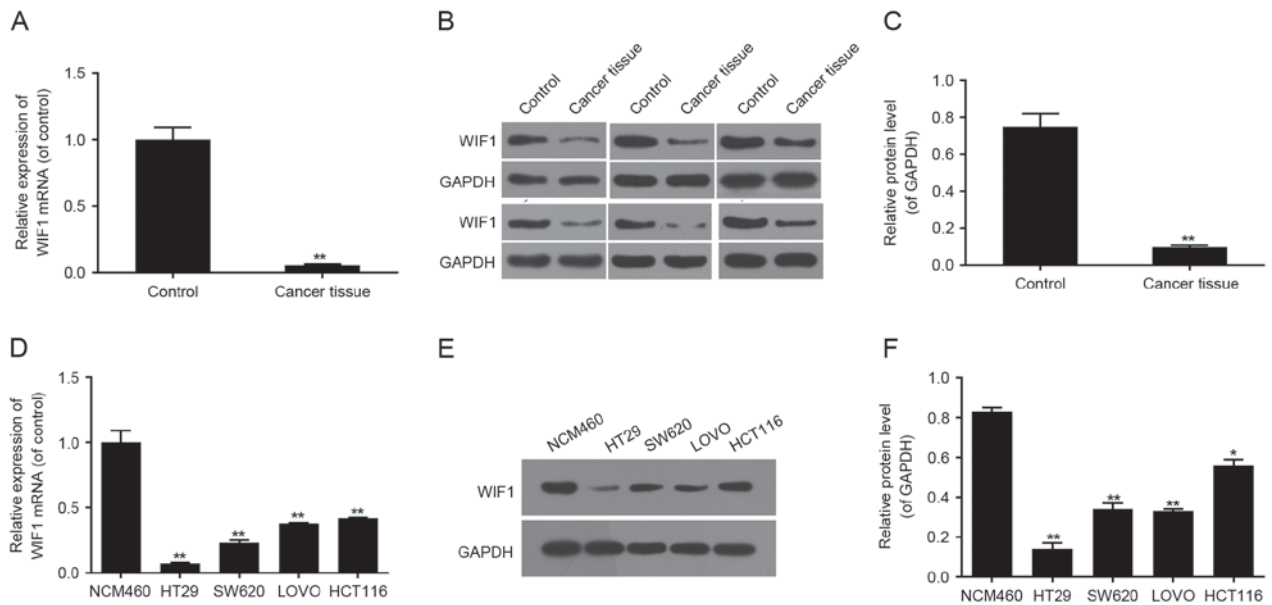 A
Relative expression of
WIF1 mRNA (of control)
1.5
1.0
0.5
0.0
**
Control
Cancer tissue
B
Control
Cancer tissue
Control
Cancer tissue
Control
Cancer tissue
WIF1
GAPDH
WIF1
GAPDH
C
Relative protein level
(of GAPDH)
1.0
0.8
0.6
0.4
0.2
0.0
**
Control
Cancer tissue
D
Relative expression of
WIF1 mRNA (of control)
1.5
1.0
0.5
0.0
**
**
**
**
NCM460
HT29
SW620
LOVO
HCT116
E
NCM460
HT29
SW620
LOVO
HCT116
WIF1
GAPDH
F
Relative protein level
(of GAPDH)
1.0
0.8
0.6
0.4
0.2
0.0
**
**
**
*
NCM460
HT29
SW620
LOVO
HCT116